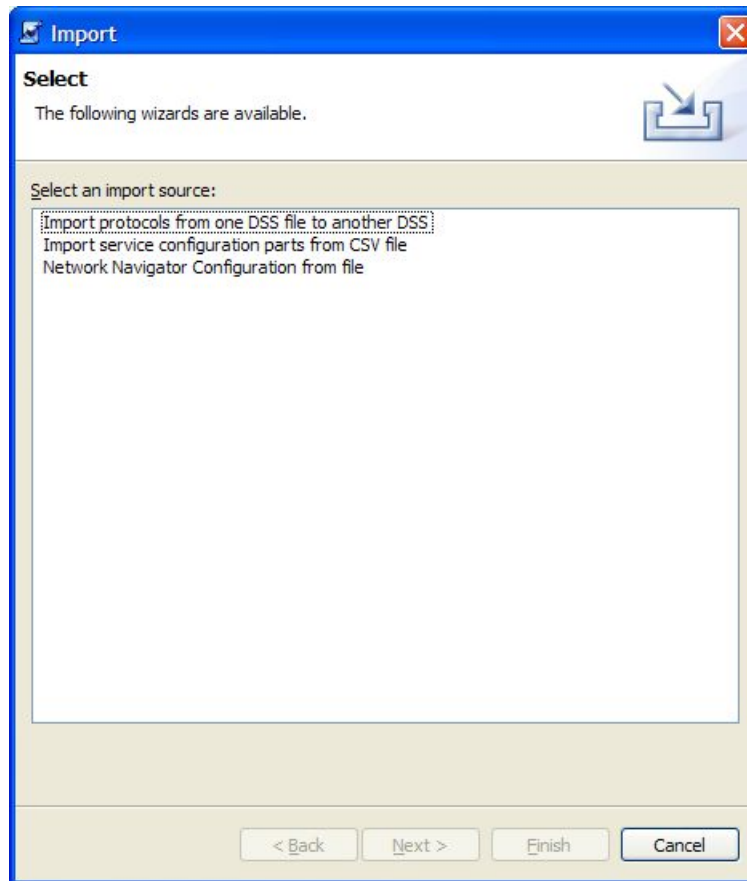 Import
Select
The following wizards are available.
Select an import source:
Import protocols from one DSS file to another DSS
Import service configuration parts from CSV file
Network Navigator Configuration from file
< Back Next > Finish Cancel